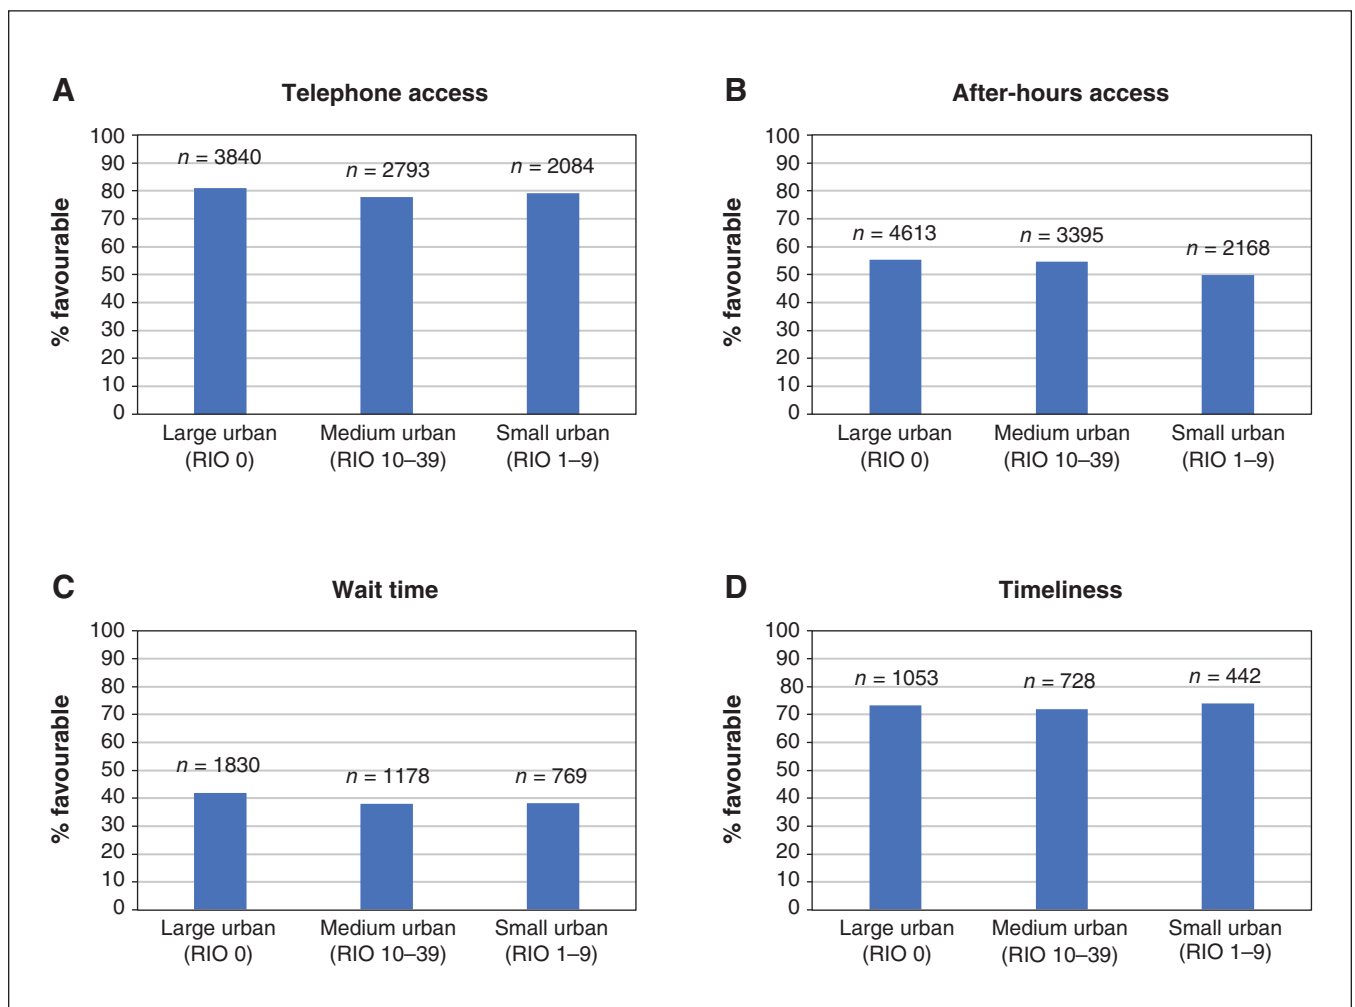 A
Telephone access
% favourable
100
90
80
70
60
50
40
30
20
10
0
n = 3840
n = 2793
n = 2084
Large urban
(RIO 0)
Medium urban
(RIO 10–39)
Small urban
(RIO 1–9)
B
After-hours access
% favourable
100
90
80
70
60
50
40
30
20
10
0
n = 4613
n = 3395
n = 2168
Large urban
(RIO 0)
Medium urban
(RIO 10–39)
Small urban
(RIO 1–9)
C
Wait time
% favourable
100
90
80
70
60
50
40
30
20
10
0
n = 1830
n = 1178
n = 769
Large urban
(RIO 0)
Medium urban
(RIO 10–39)
Small urban
(RIO 1–9)
D
Timeliness
% favourable
100
90
80
70
60
50
40
30
20
10
0
n = 1053
n = 728
n = 442
Large urban
(RIO 0)
Medium urban
(RIO 10–39)
Small urban
(RIO 1–9)